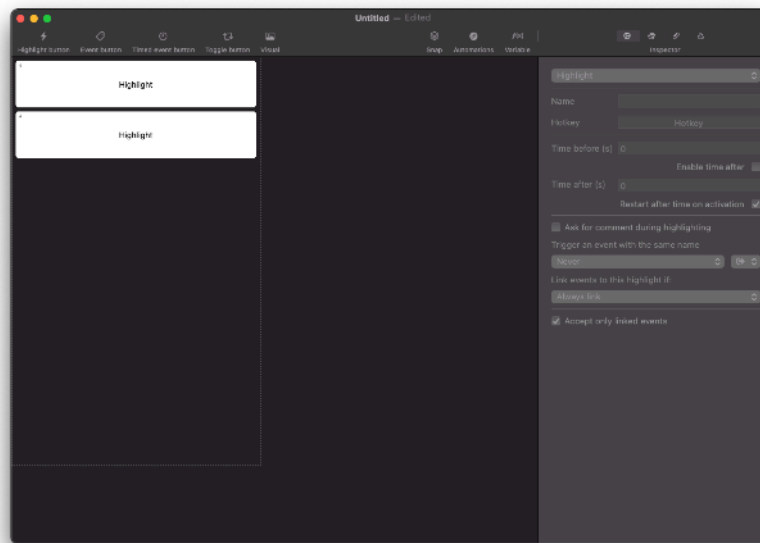 Untitled — Edited
Highlight button Event button Timed event button Toggle button Visual Snap Automations Variable Inspector
Highlight
Highlight
Highlight
Name
Hotkey Hotkey
Time before (s) 0
Enable time after
Time after (s) 0
Restart after time on activation
Ask for comment during highlighting
Trigger an event with the same name
Never
Link events to this highlight if:
Always link
Accept only linked events